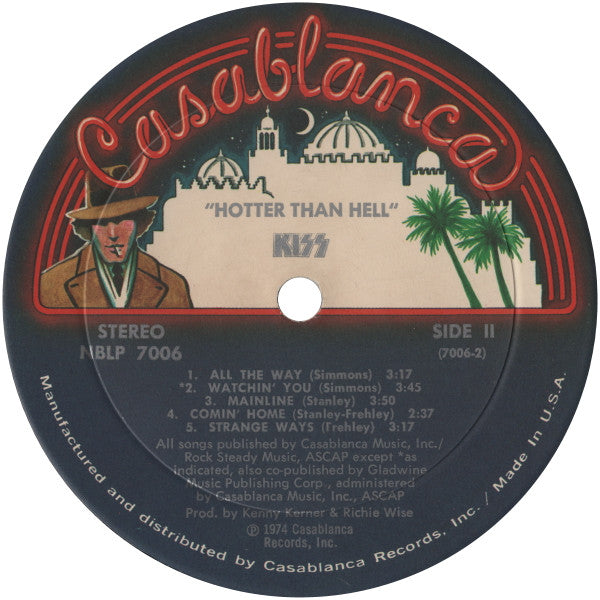 Casablanca
"HOTTER THAN HELL"
KISS
STEREO
NBLP 7006
SIDE II
(7006-2)
1. ALL THE WAY (Simmons) 3:17
*2. WATCHIN' YOU (Simmons) 3:45
3. MAINLINE (Stanley) 3:50
4. COMIN' HOME (Stanley-Frehley) 2:37
5. STRANGE WAYS (Frehley) 3:17
All songs published by Casablanca Music, Inc./
Rock Steady Music, ASCAP except *as
indicated, also co-published by Gladwine
Music Publishing Corp., administered
by Casablanca Music, Inc., ASCAP
Prod. by Kenny Kerner & Richie Wise
Ⓟ 1974 Casablanca
Records, Inc.
Manufactured and distributed by Casablanca Records, Inc. / Made In U.S.A.